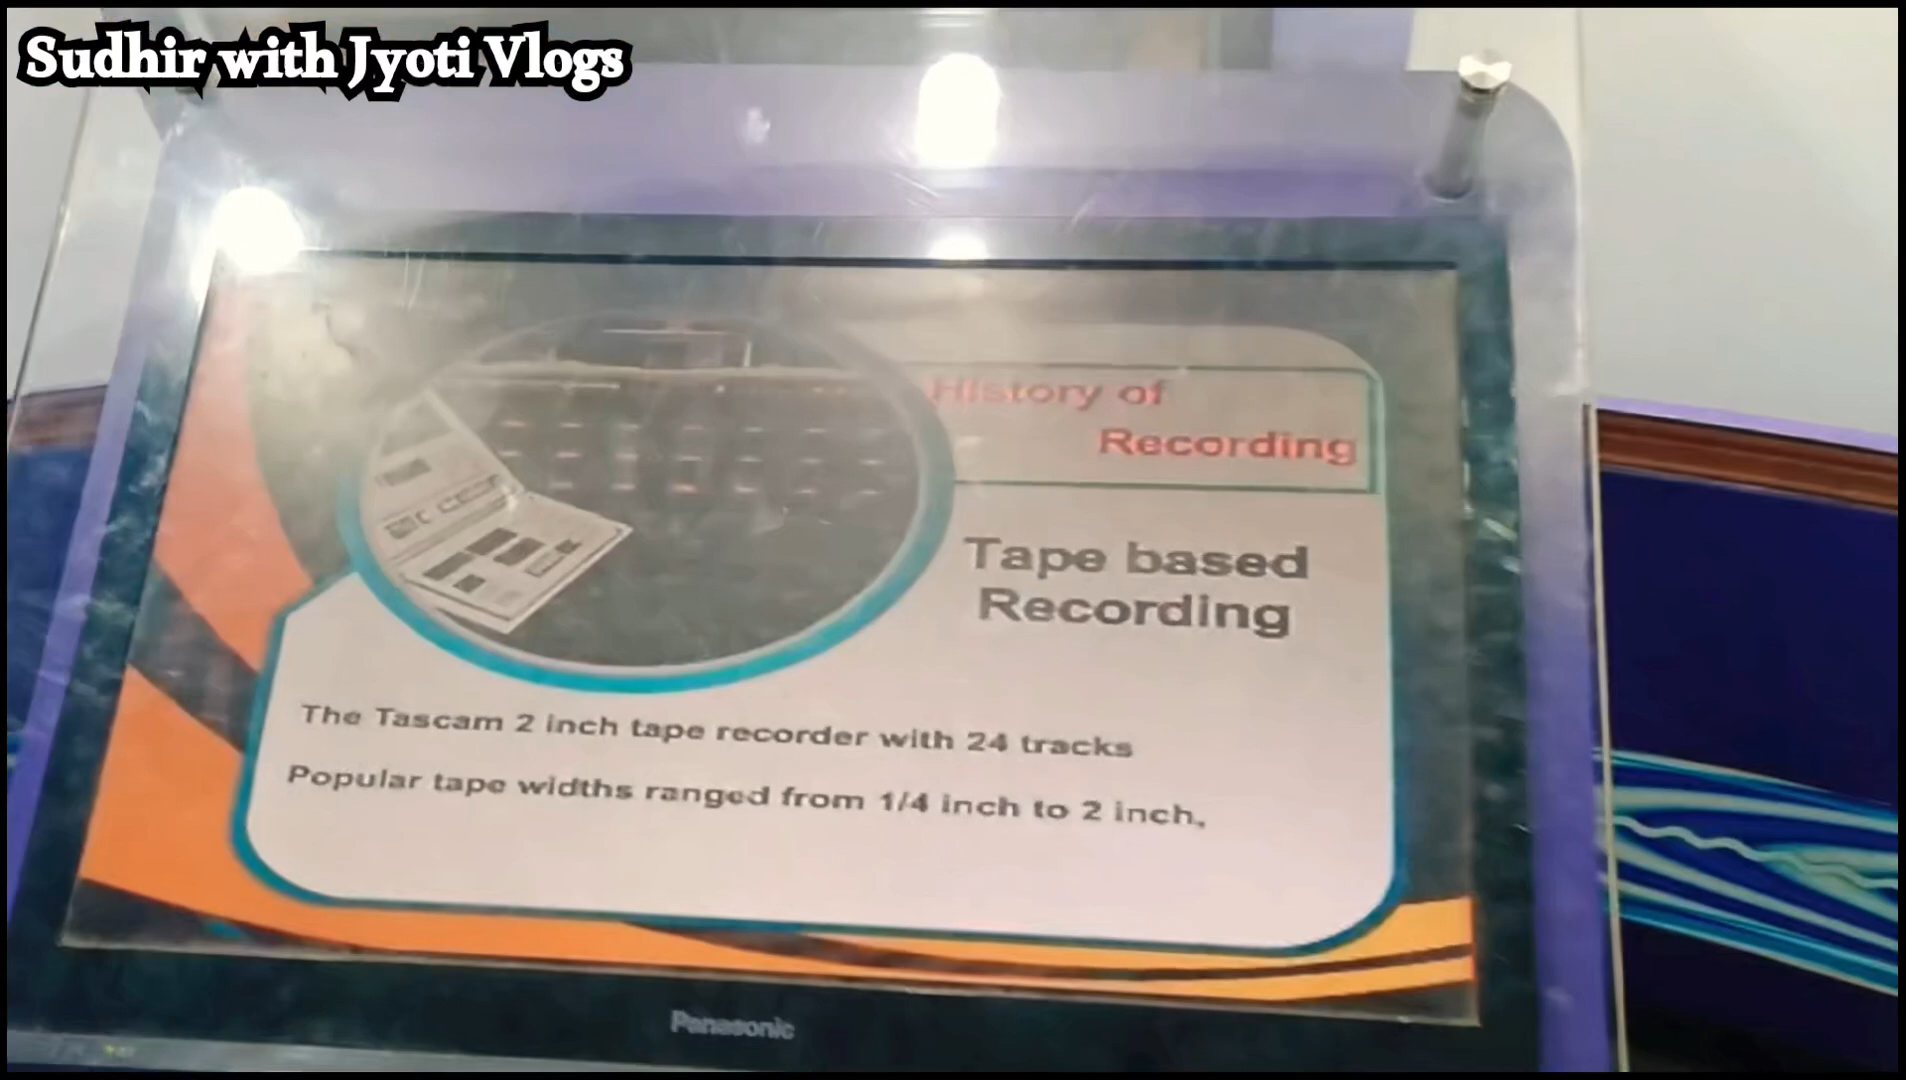 Sudhir with Jyoti Vlogs
History of
Recording
Tape based
Recording
The Tascam 2 inch tape recorder with 24 tracks
Popular tape widths ranged from 1/4 inch to 2 inch.
Panasonic